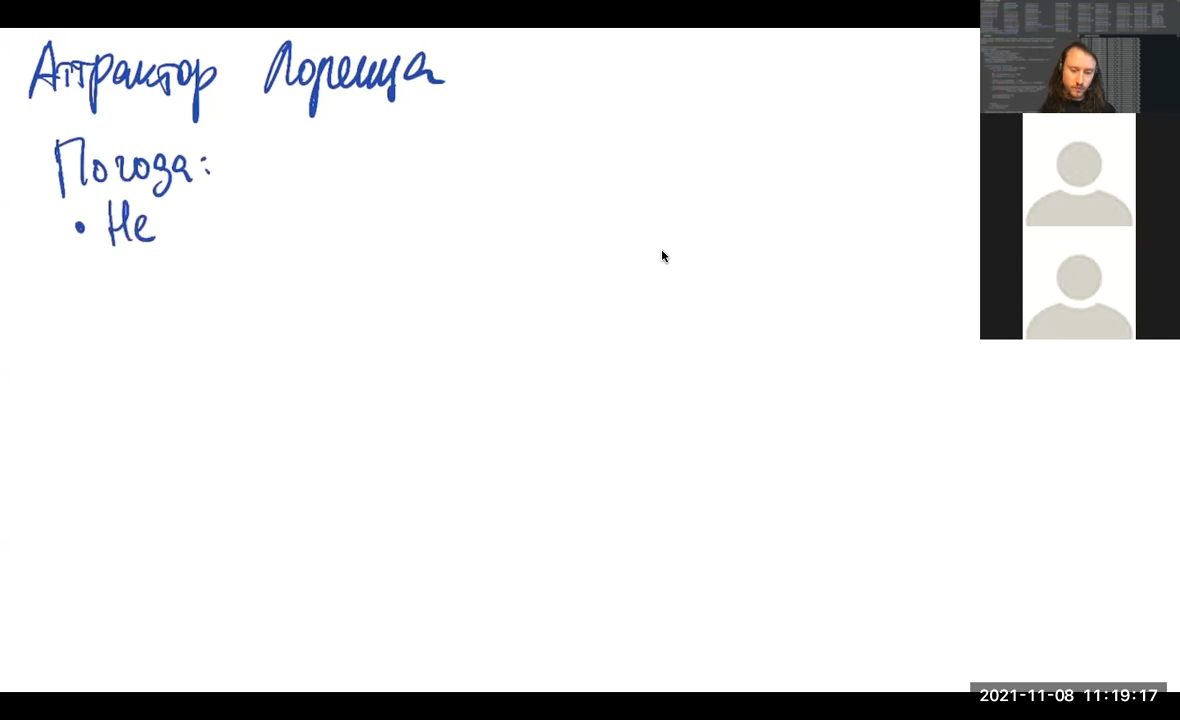 Аттрактор Лоренца
Погода:
• Не
2021-11-08 11:19:17